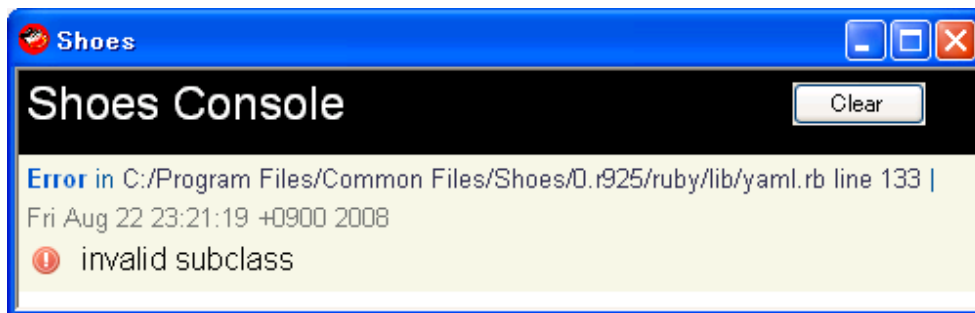 Shoes
Shoes Console
Clear
Error in C:/Program Files/Common Files/Shoes/0.r925/ruby/lib/yaml.rb line 133 |
Fri Aug 22 23:21:19 +0900 2008
invalid subclass